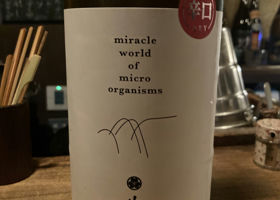 miracle
world
of
micro
organisms
辛口